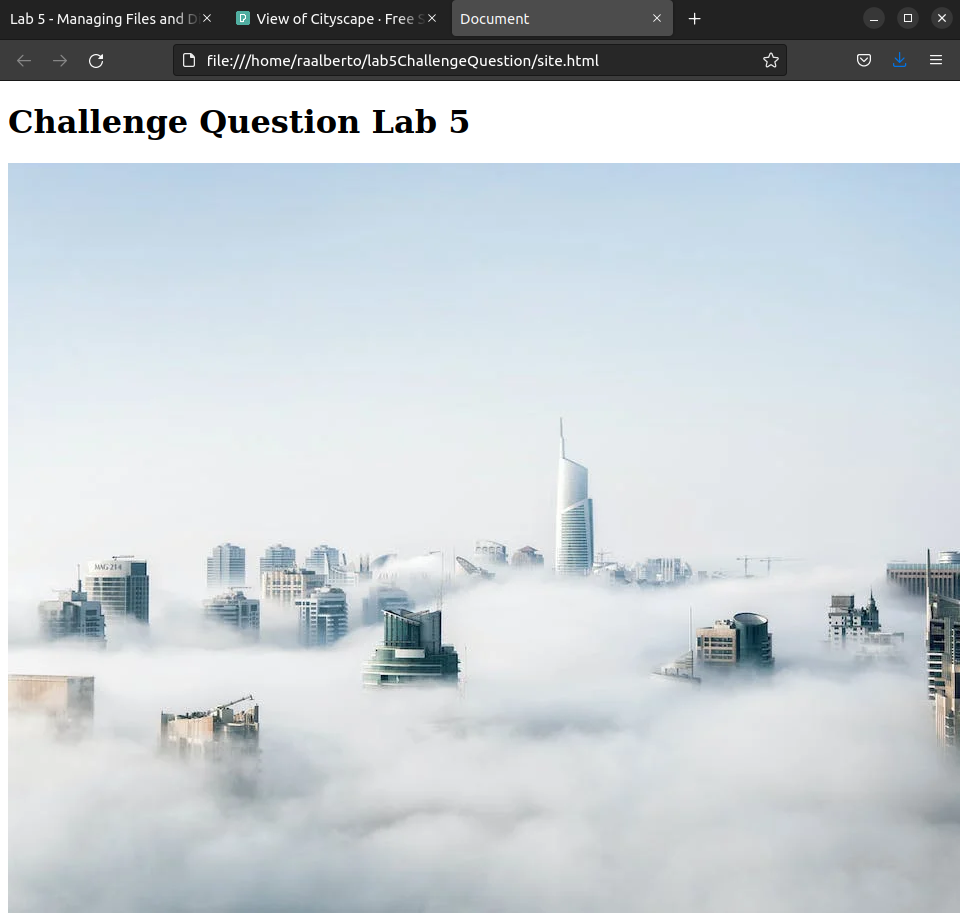 Lab 5 - Managing Files and D
View of Cityscape · Free S
Document
file:///home/raalberto/lab5ChallengeQuestion/site.html
Challenge Question Lab 5
MAG 214